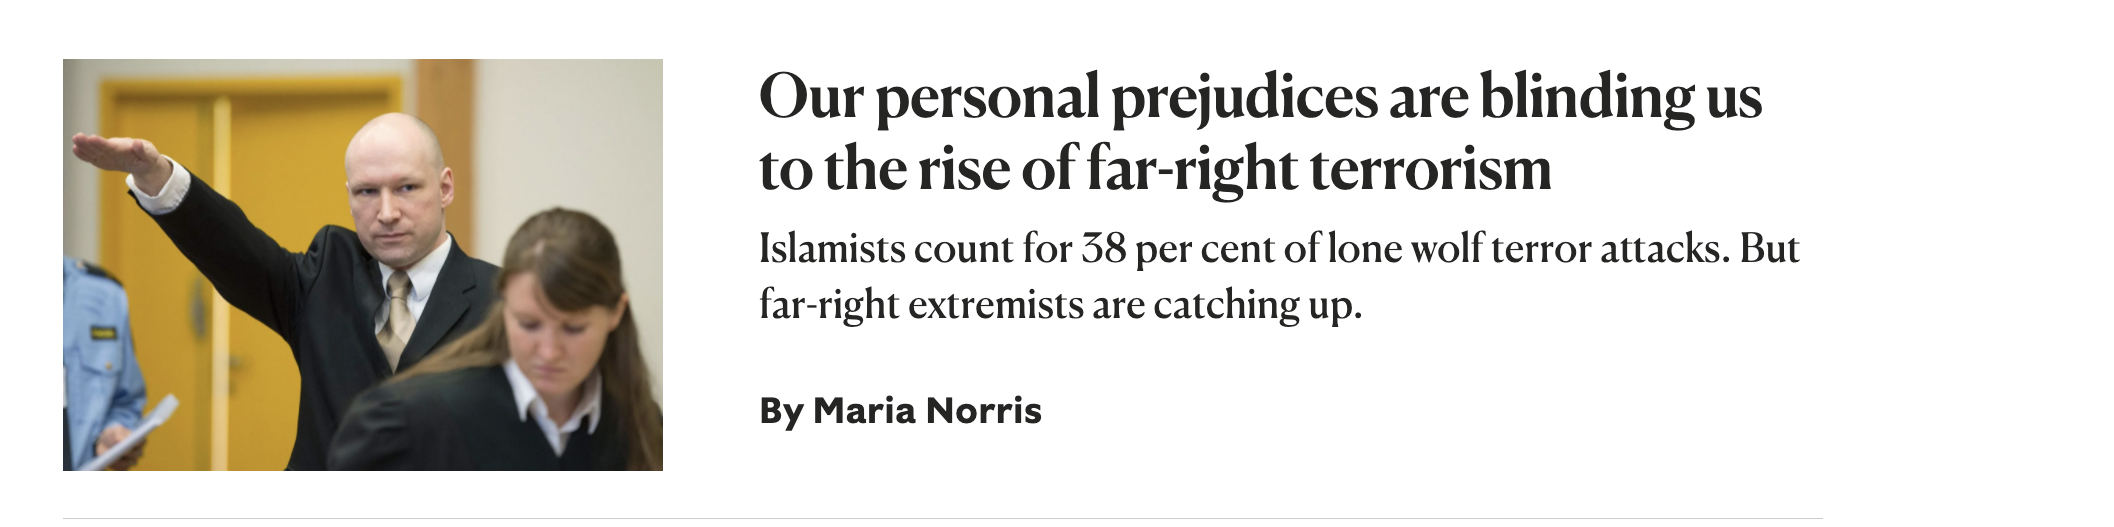 Our personal prejudices are blinding us
to the rise of far-right terrorism
Islamists count for 38 per cent of lone wolf terror attacks. But
far-right extremists are catching up.
By Maria Norris